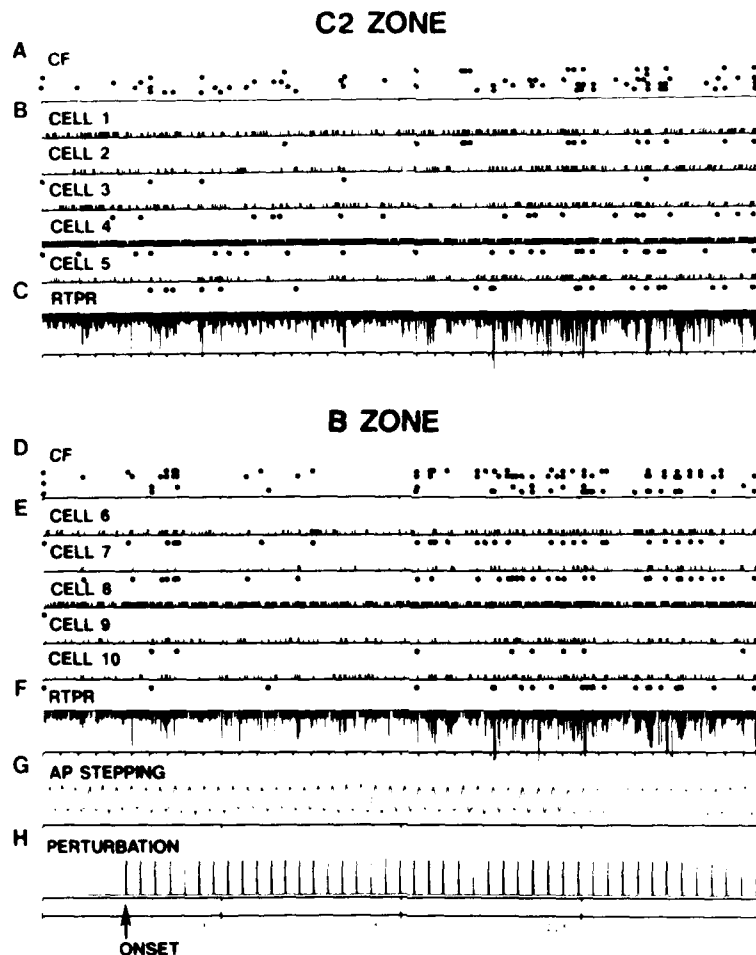 C2 ZONE
A
CF
B
CELL 1
CELL 2
CELL 3
CELL 4
CELL 5
C
RTPR
B ZONE
D
CF
E
CELL 6
CELL 7
CELL 8
CELL 9
CELL 10
F
RTPR
G
AP STEPPING
H
PERTURBATION
ONSET